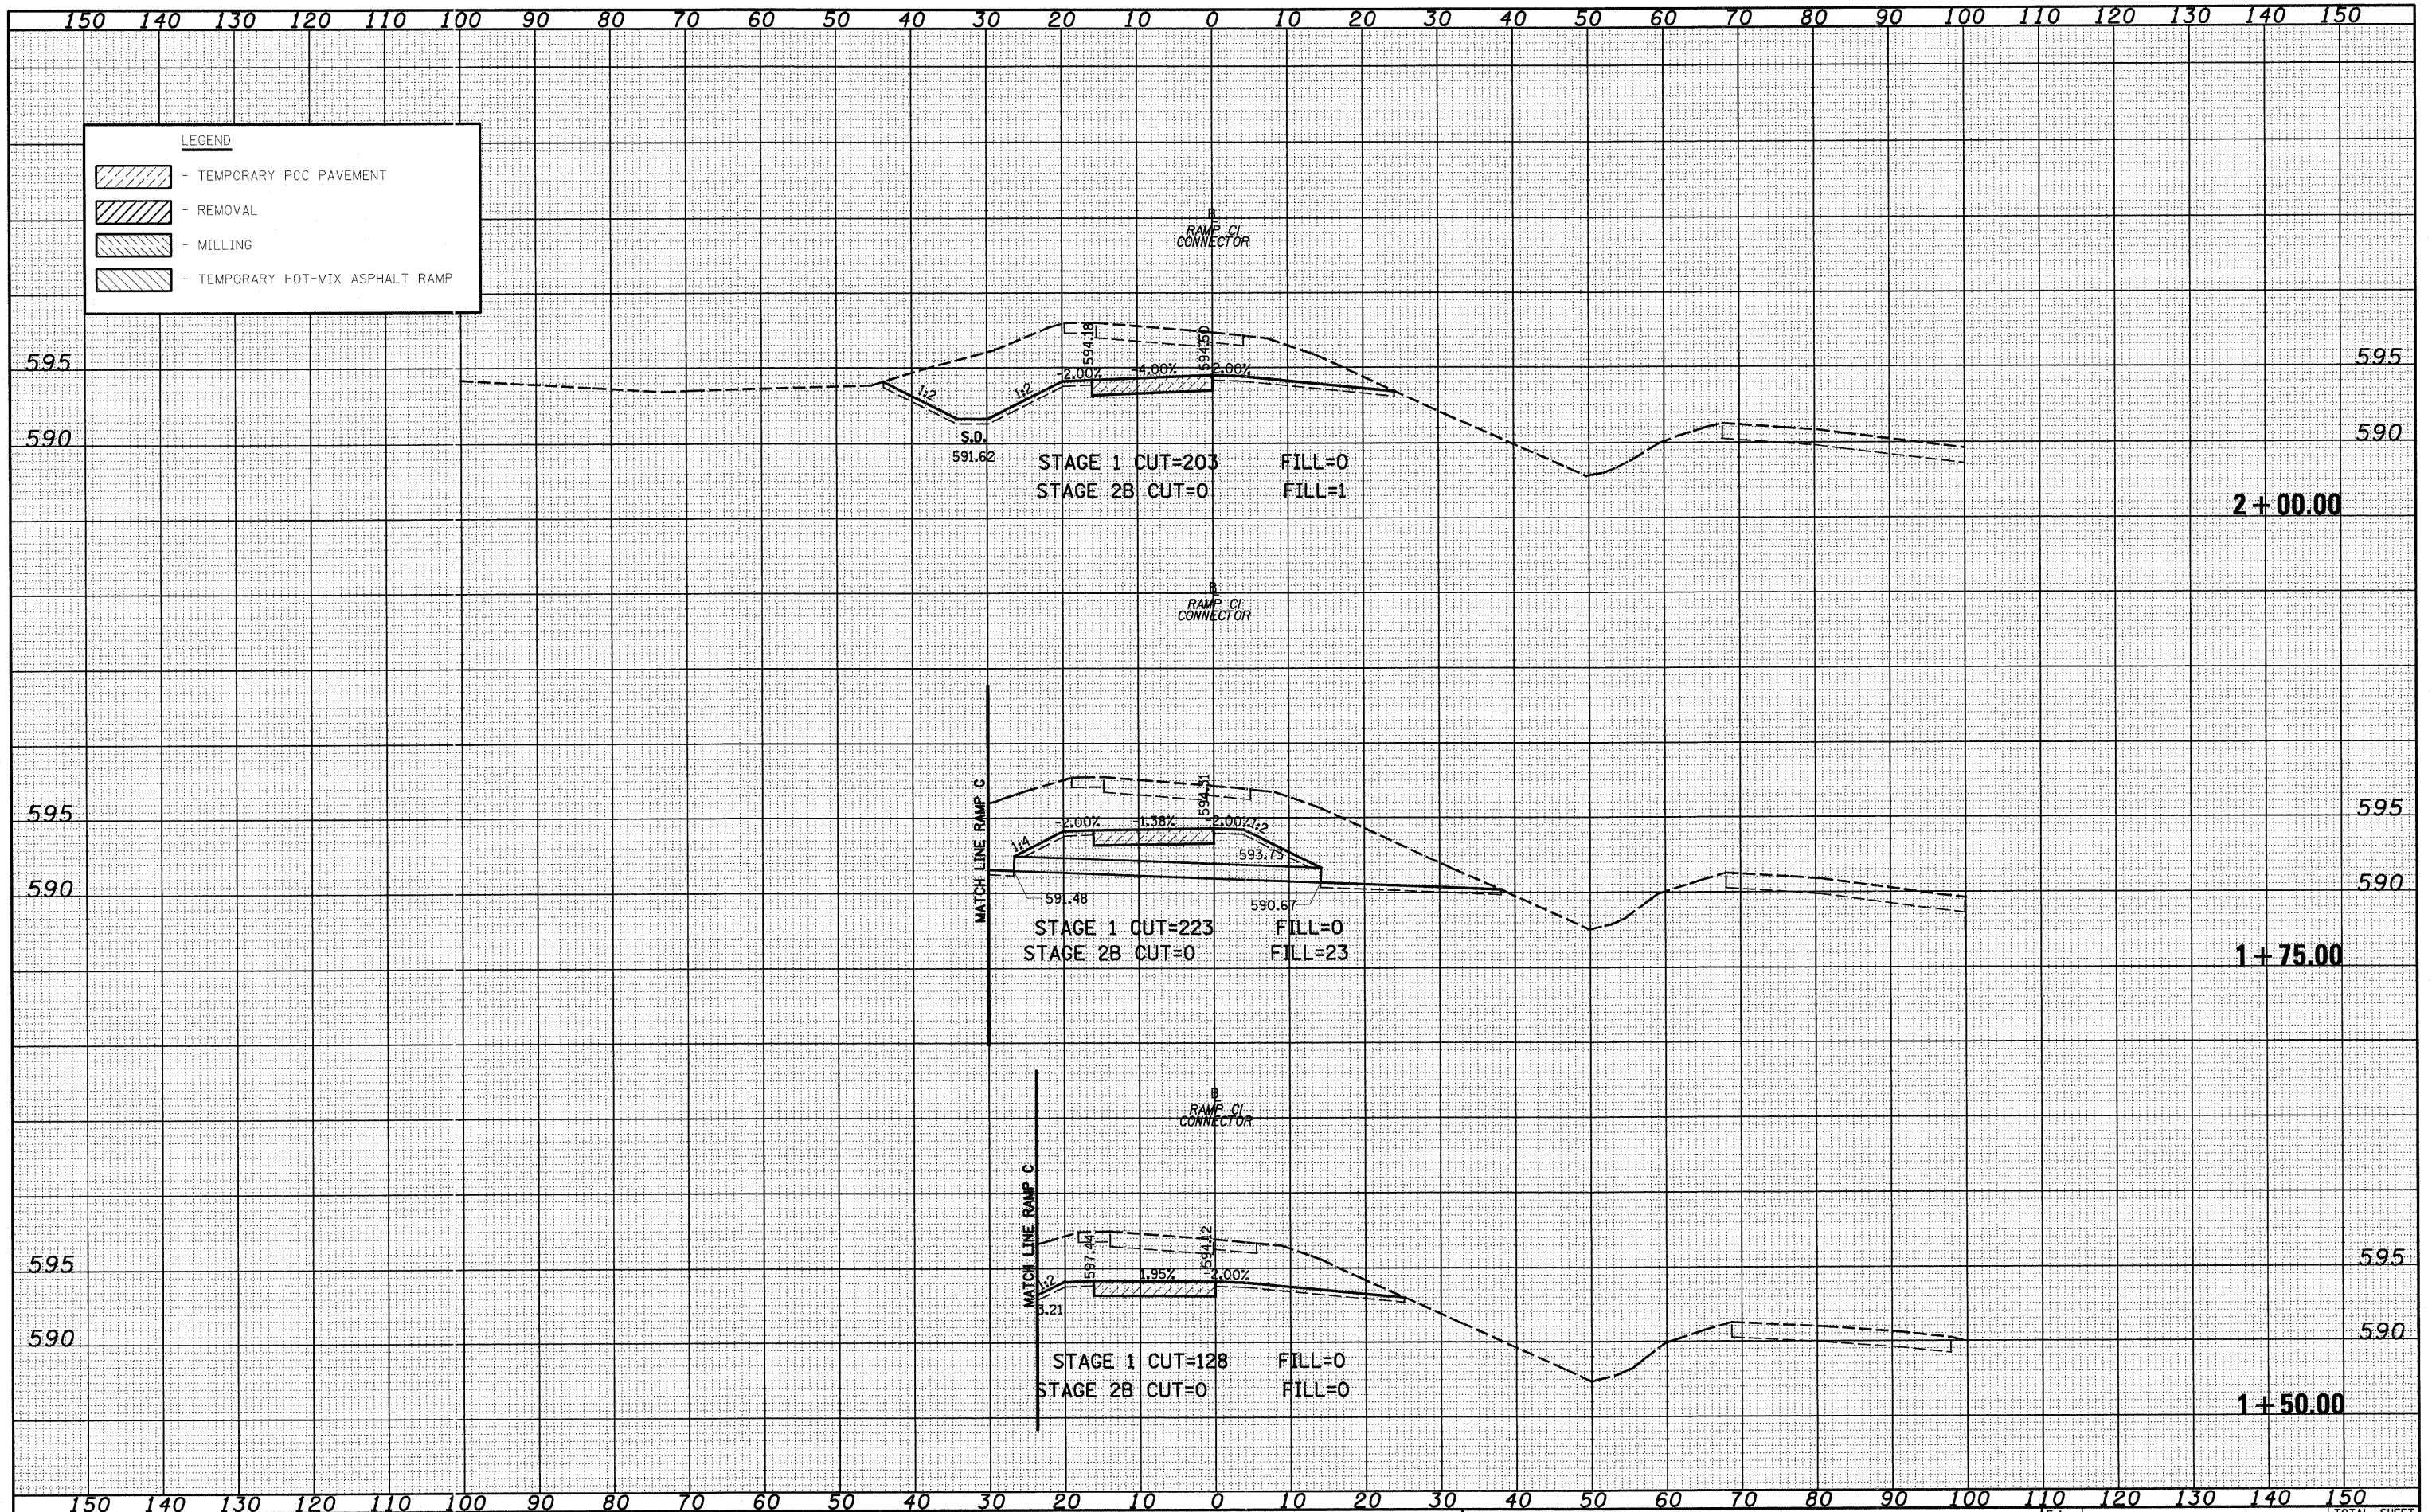 150 140 130 120 110 100 90 80 70 60 50 40 30 20 10 0 10 20 30 40 50 60 70 80 90 100 110 120 130 140 150
LEGEND
- TEMPORARY PCC PAVEMENT
- REMOVAL
- MILLING
- TEMPORARY HOT-MIX ASPHALT RAMP
B
RAMP CI
CONNECTOR
594.18
594.60
595
595
-2.00%
-4.00%
-2.00%
1:2
1:2
590
590
S.D.
591.62
STAGE 1 CUT=203 FILL=0
STAGE 2B CUT=0 FILL=1
2+00.00
B
RAMP CI
CONNECTOR
MATCH LINE RAMP C
594.31
595
595
-2.00%
-1.38%
-2.00%
1:2
1:4
593.73
590
590
591.48
590.67
STAGE 1 CUT=223 FILL=0
STAGE 2B CUT=0 FILL=23
1+75.00
B
RAMP CI
CONNECTOR
MATCH LINE RAMP C
597.44
594.12
595
595
1:2
1.95%
-2.00%
3.21
590
590
STAGE 1 CUT=128 FILL=0
STAGE 2B CUT=0 FILL=0
1+50.00
150 140 130 120 110 100 90 80 70 60 50 40 30 20 10 0 10 20 30 40 50 60 70 80 90 100 110 120 130 140 150
TOTAL SHEET